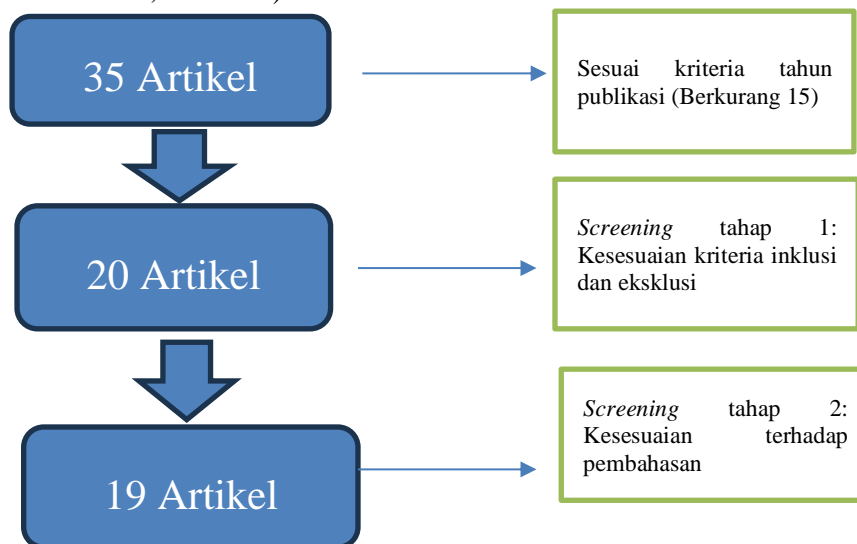 35 Artikel
Sesuai kriteria tahun
publikasi (Berkurang 15)
20 Artikel
Screening tahap 1:
Kesesuaian kriteria inklusi
dan eksklusi
19 Artikel
Screening tahap 2:
Kesesuaian terhadap
pembahasan